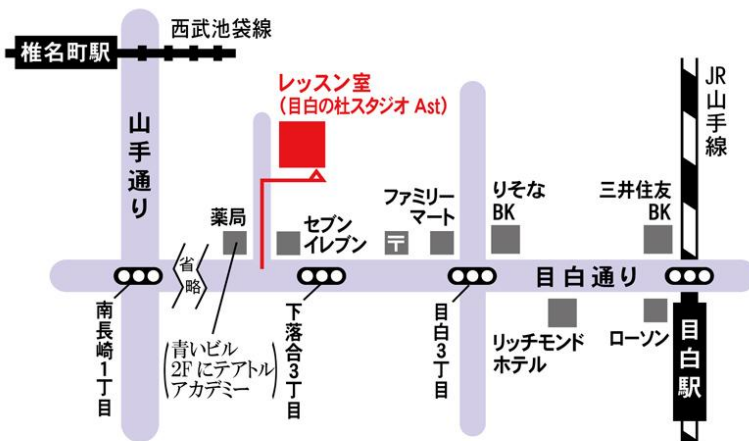 西武池袋線
椎名町駅
レッスン室
(目白の杜スタジオ Ast)
JR山手線
山手通り
薬局
セブン
イレブン
〒
ファミリー
マート
りそな
BK
三井住友
BK
省略
目白通り
南長崎1丁目
(青いビル
2Fにテアトル
アカデミー)
下落合3丁目
目白3丁目
リッチモンド
ホテル
ローソン
目白駅